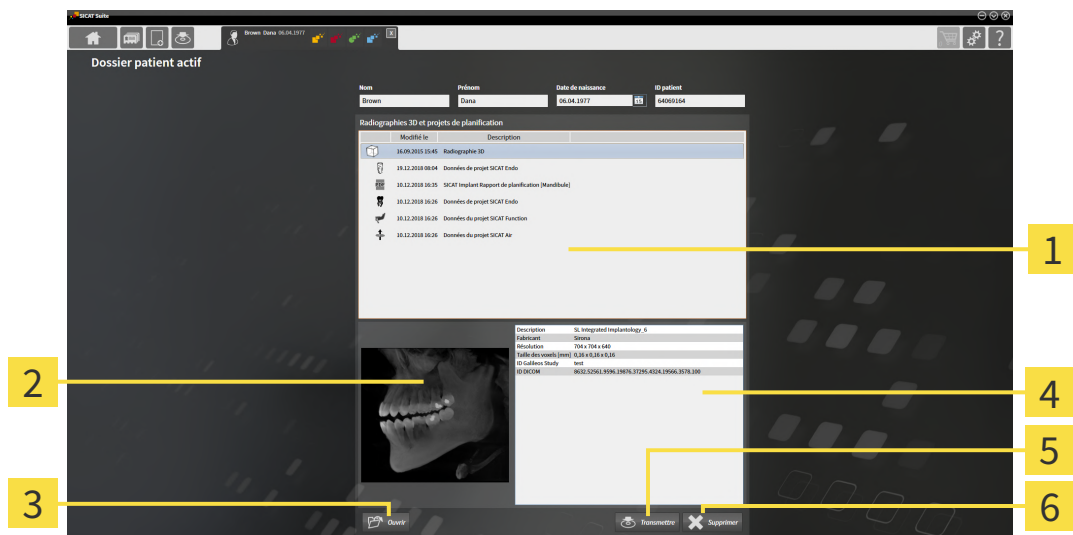 SICAT Suite
Brown Dana 06.04.1977
x
?
Dossier patient actif
Nom Prénom Date de naissance ID patient
Brown Dana 06.04.1977 15 64069164
Radiographies 3D et projets de planification
Modifié le Description
16.09.2015 15:45 Radiographie 3D
19.12.2018 08:04 Données de projet SICAT Endo
PDF 10.12.2018 16:35 SICAT Implant Rapport de planification [Mandibule]
10.12.2018 16:26 Données de projet SICAT Endo
10.12.2018 16:26 Données du projet SICAT Function
10.12.2018 16:26 Données du projet SICAT Air
1
Description SL Integrated Implantology_6
Fabricant Sirona
Résolution 704 x 704 x 640
Taille des voxels [mm] 0,16 x 0,16 x 0,16
ID Galileos Study test
ID DICOM 8632.52561.9596.19876.37295.4324.19566.3578.100
2
4
5
3
6
Ouvrir Transmettre Supprimer